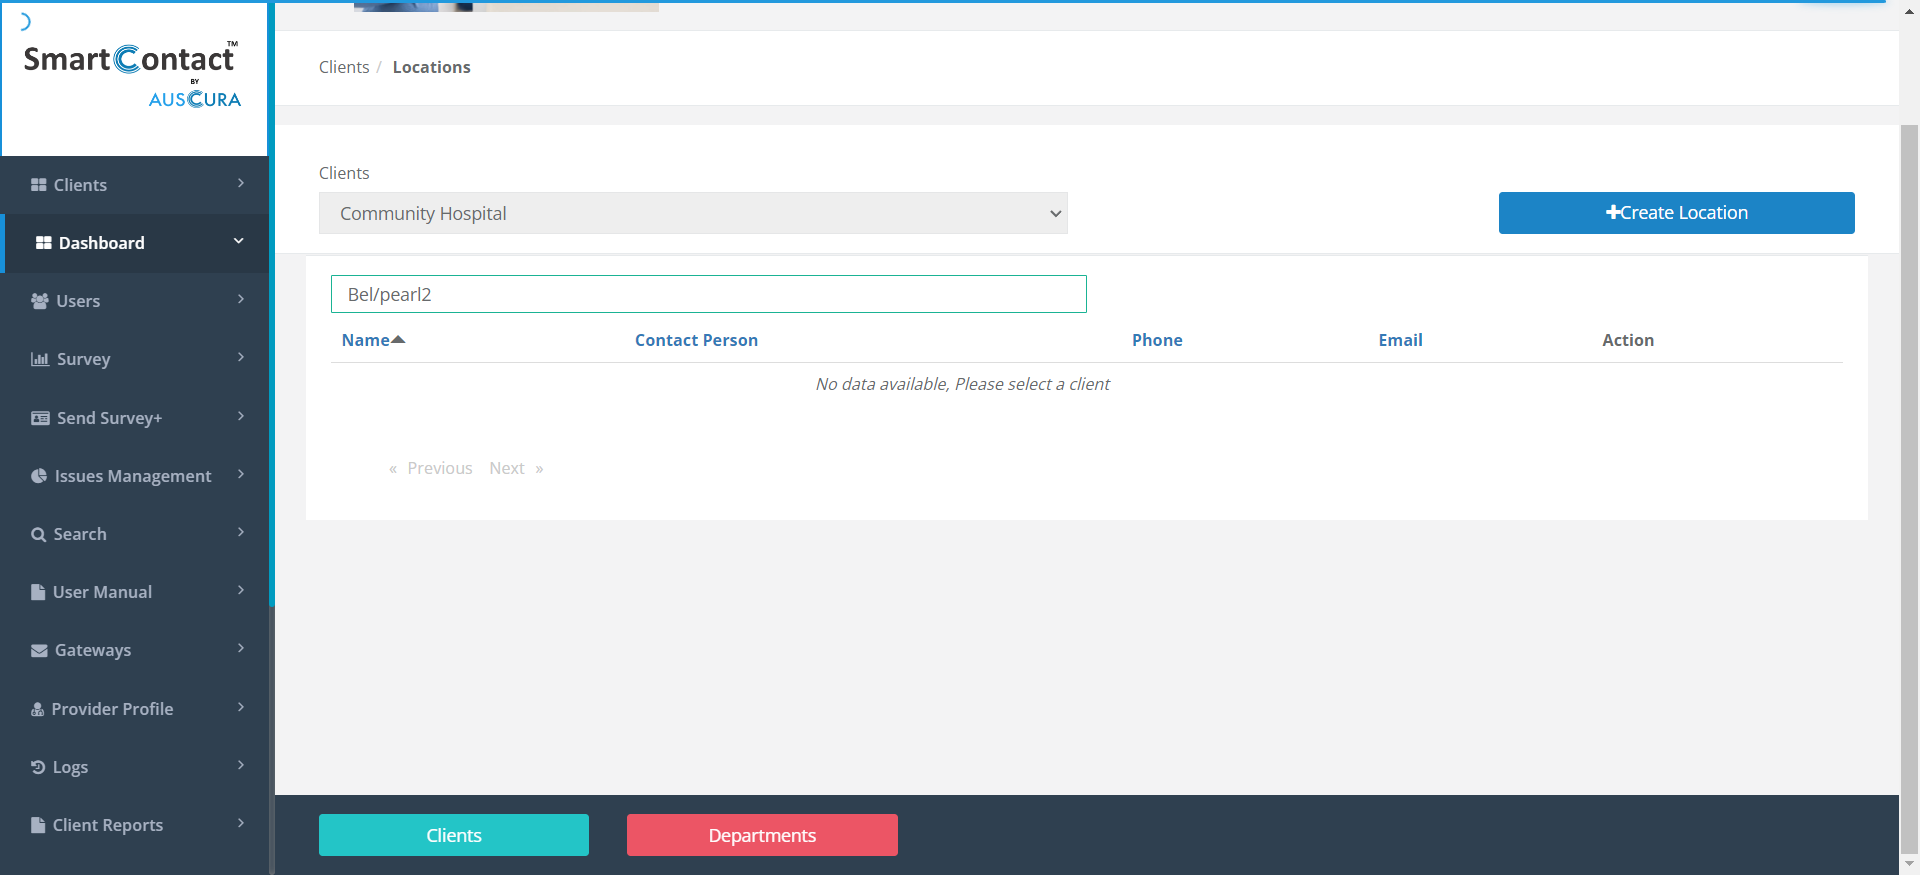 SmartContact™
BY
AUSCURA
Clients
Dashboard
Users
Survey
Send Survey+
Issues Management
Search
User Manual
Gateways
Provider Profile
Logs
Client Reports
Clients / Locations
Clients
Community Hospital
+Create Location
Bel/pearl2
Name Contact Person Phone Email Action
No data available, Please select a client
« Previous Next »
Clients Departments